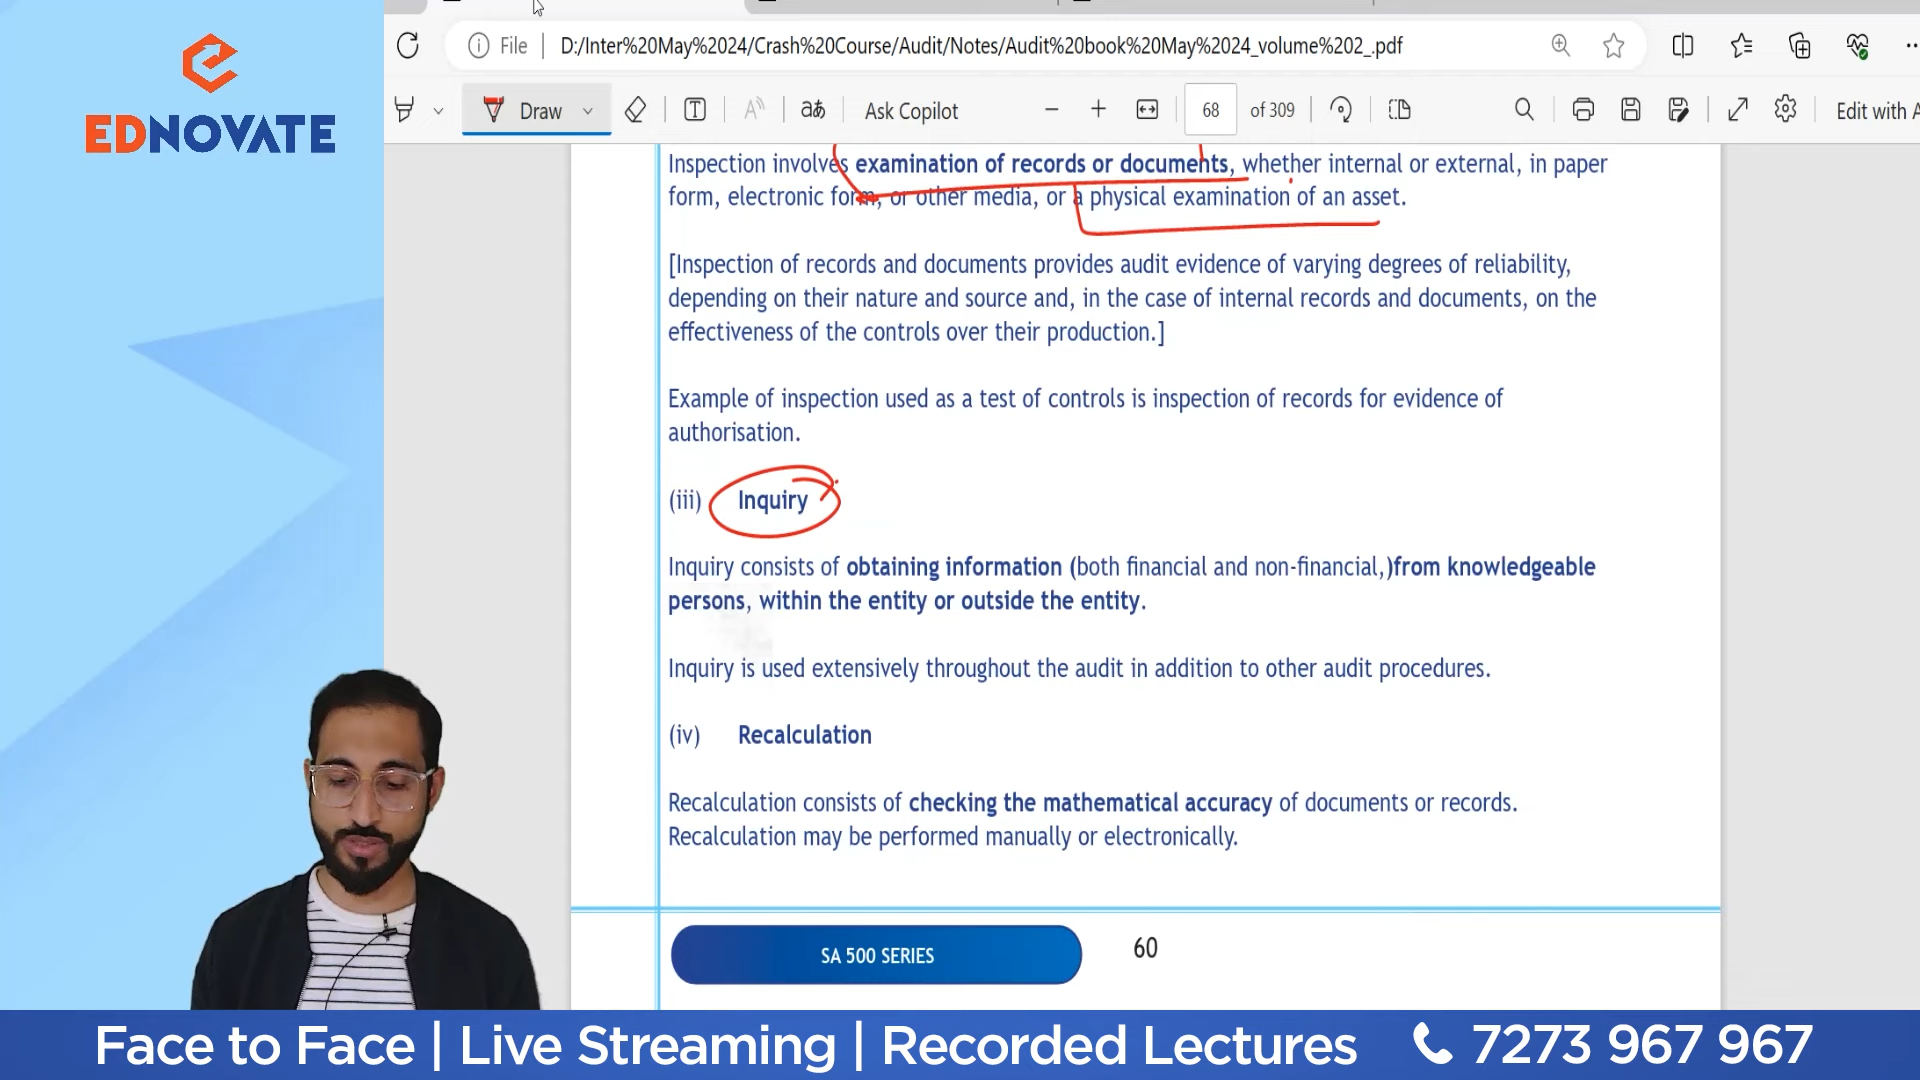 EDNOVATE
File
D:/Inter%20May%2024/Crash%20Course/Audit/Notes/Audit%20book%20May%2024_volume%202_.pdf
Draw
Ask Copilot
68 of 309
Edit with A
Inspection involves examination of records or documents, whether internal or external, in paper
form, electronic form, or other media, or a physical examination of an asset.
[Inspection of records and documents provides audit evidence of varying degrees of reliability,
depending on their nature and source and, in the case of internal records and documents, on the
effectiveness of the controls over their production.]
Example of inspection used as a test of controls is inspection of records for evidence of
authorisation.
(iii) Inquiry
Inquiry consists of obtaining information (both financial and non-financial,)from knowledgeable
persons, within the entity or outside the entity.
Inquiry is used extensively throughout the audit in addition to other audit procedures.
(iv) Recalculation
Recalculation consists of checking the mathematical accuracy of documents or records.
Recalculation may be performed manually or electronically.
SA 500 SERIES
60
Face to Face | Live Streaming | Recorded Lectures 7273 967 967